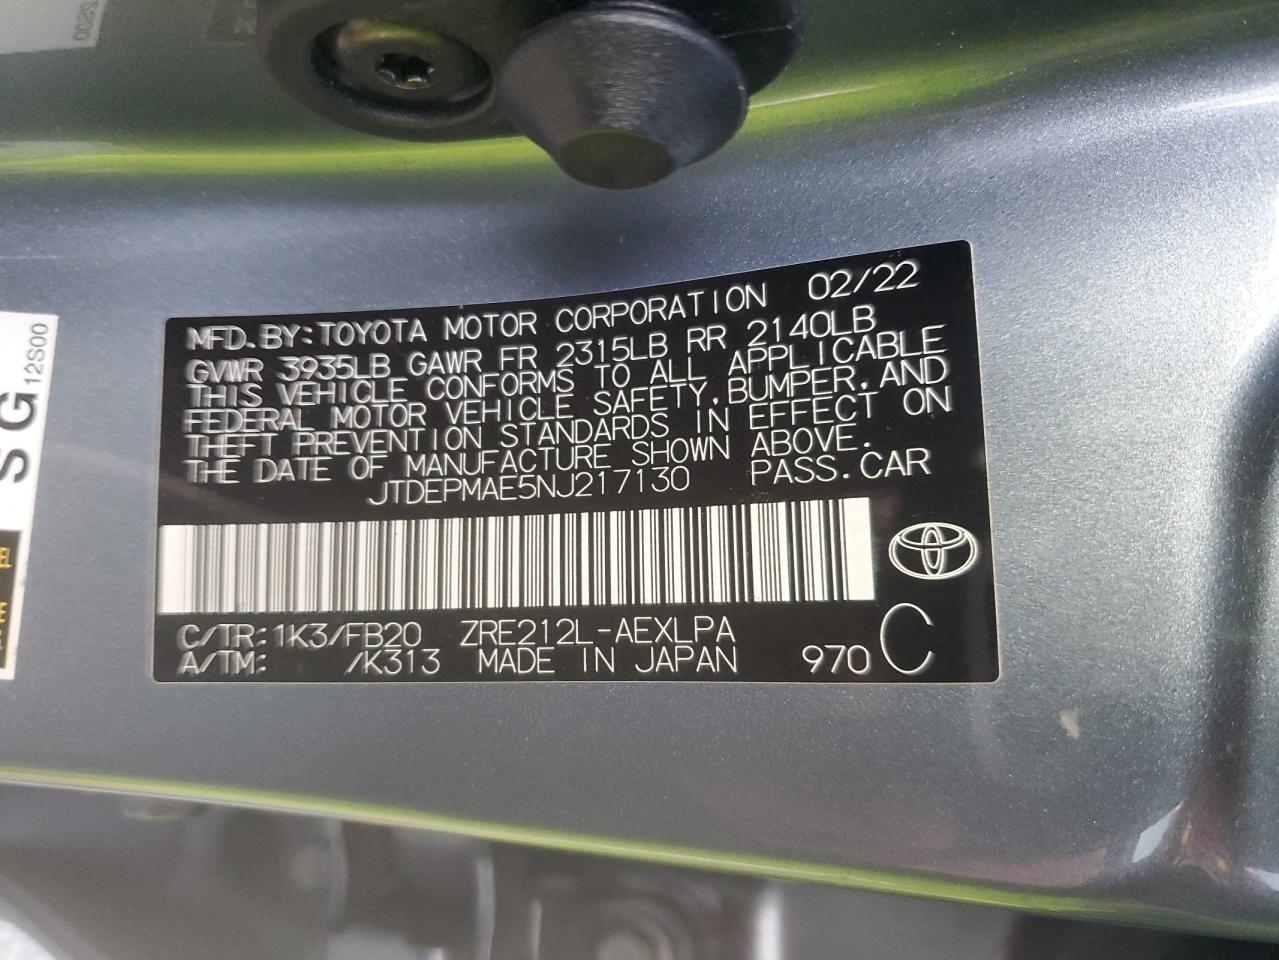 MFD.BY:TOYOTA MOTOR CORPORATION 02/22
GVWR 3935LB GAWR FR 2315LB RR 2140LB
THIS VEHICLE CONFORMS TO ALL APPLICABLE
FEDERAL MOTOR VEHICLE SAFETY,BUMPER,AND
THEFT PREVENTION STANDARDS IN EFFECT ON
THE DATE OF MANUFACTURE SHOWN ABOVE.
JTDEPMAE5NJ217130 PASS.CAR
C/TR:1K3/FB20 ZRE212L-AEXLPA
A/TM: /K313 MADE IN JAPAN 970 C
SG
12S00